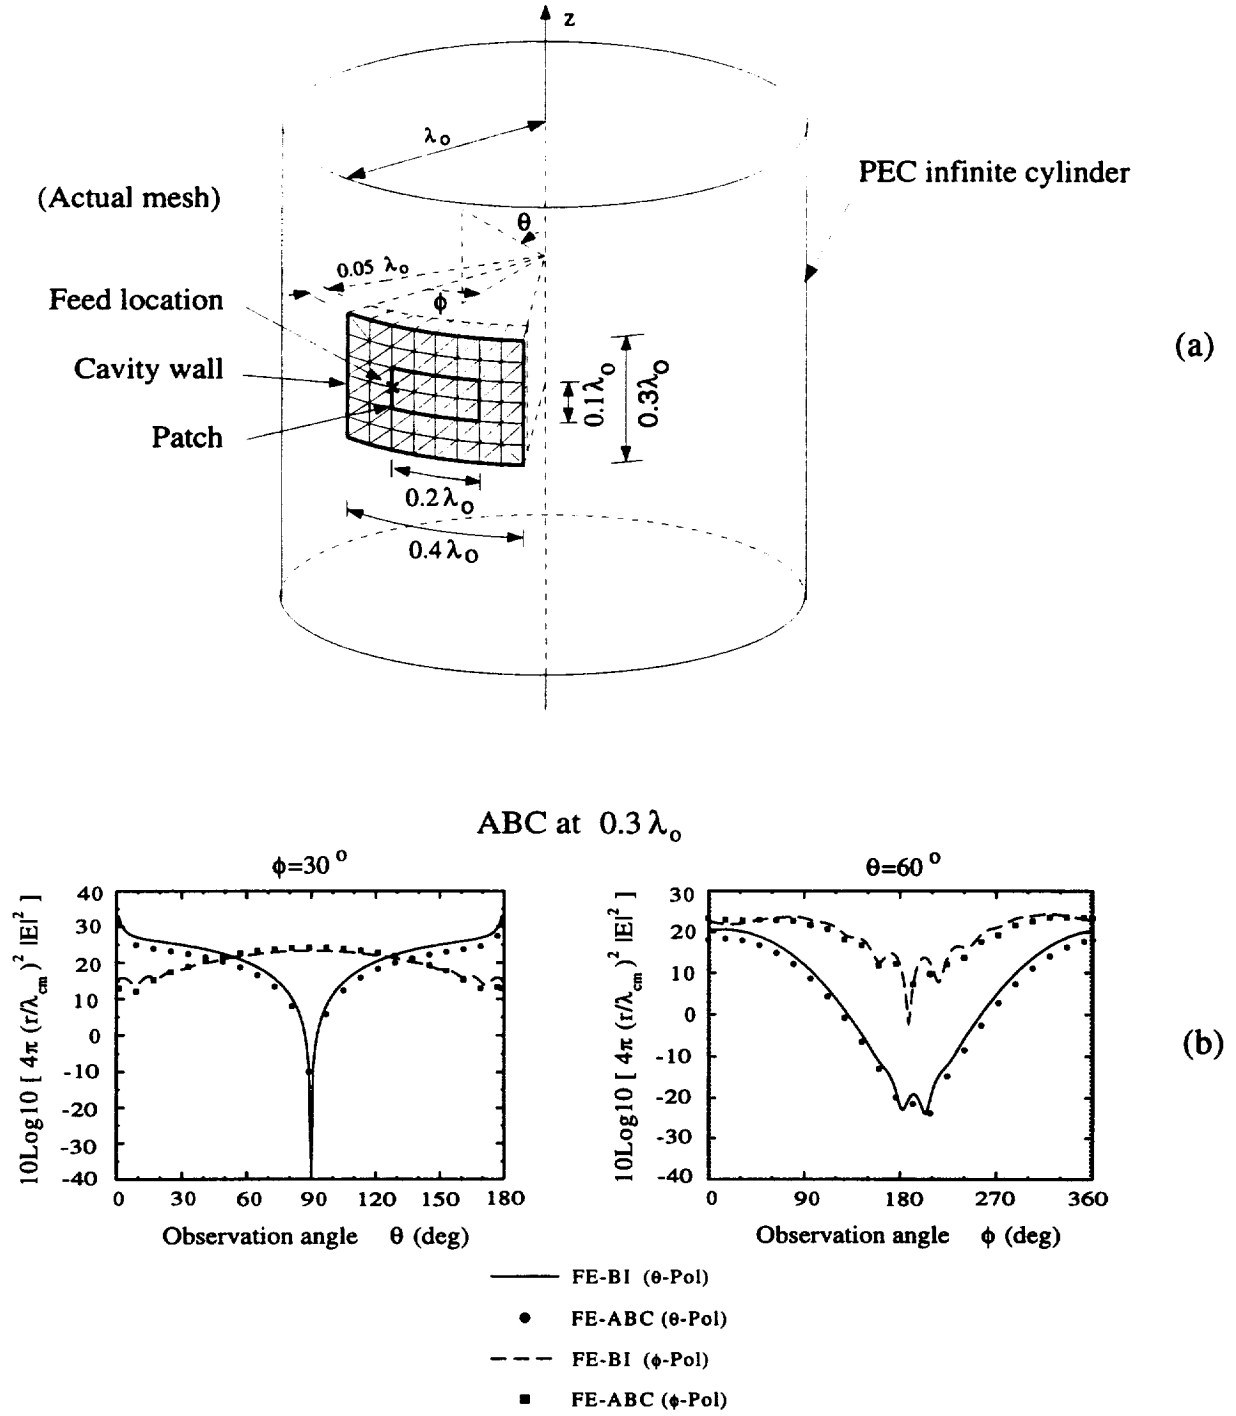 z
λo
(Actual mesh)
PEC infinite cylinder
θ
0.05 λo
Feed location
ϕ
(a)
Cavity wall
0.1λo
0.3λo
Patch
0.2λo
0.4λo
ABC at 0.3λo
ϕ=30°
θ=60°
10Log10 [ 4π (r/λcm)² |E|² ]
40
30
20
10
0
-10
-20
-30
-40
0 30 60 90 120 150 180
Observation angle θ (deg)
10Log10 [ 4π (r/λcm)² |E|² ]
30
20
10
0
-10
-20
-30
-40
0 90 180 270 360
Observation angle ϕ (deg)
(b)
FE-BI (θ-Pol)
FE-ABC (θ-Pol)
FE-BI (ϕ-Pol)
FE-ABC (ϕ-Pol)